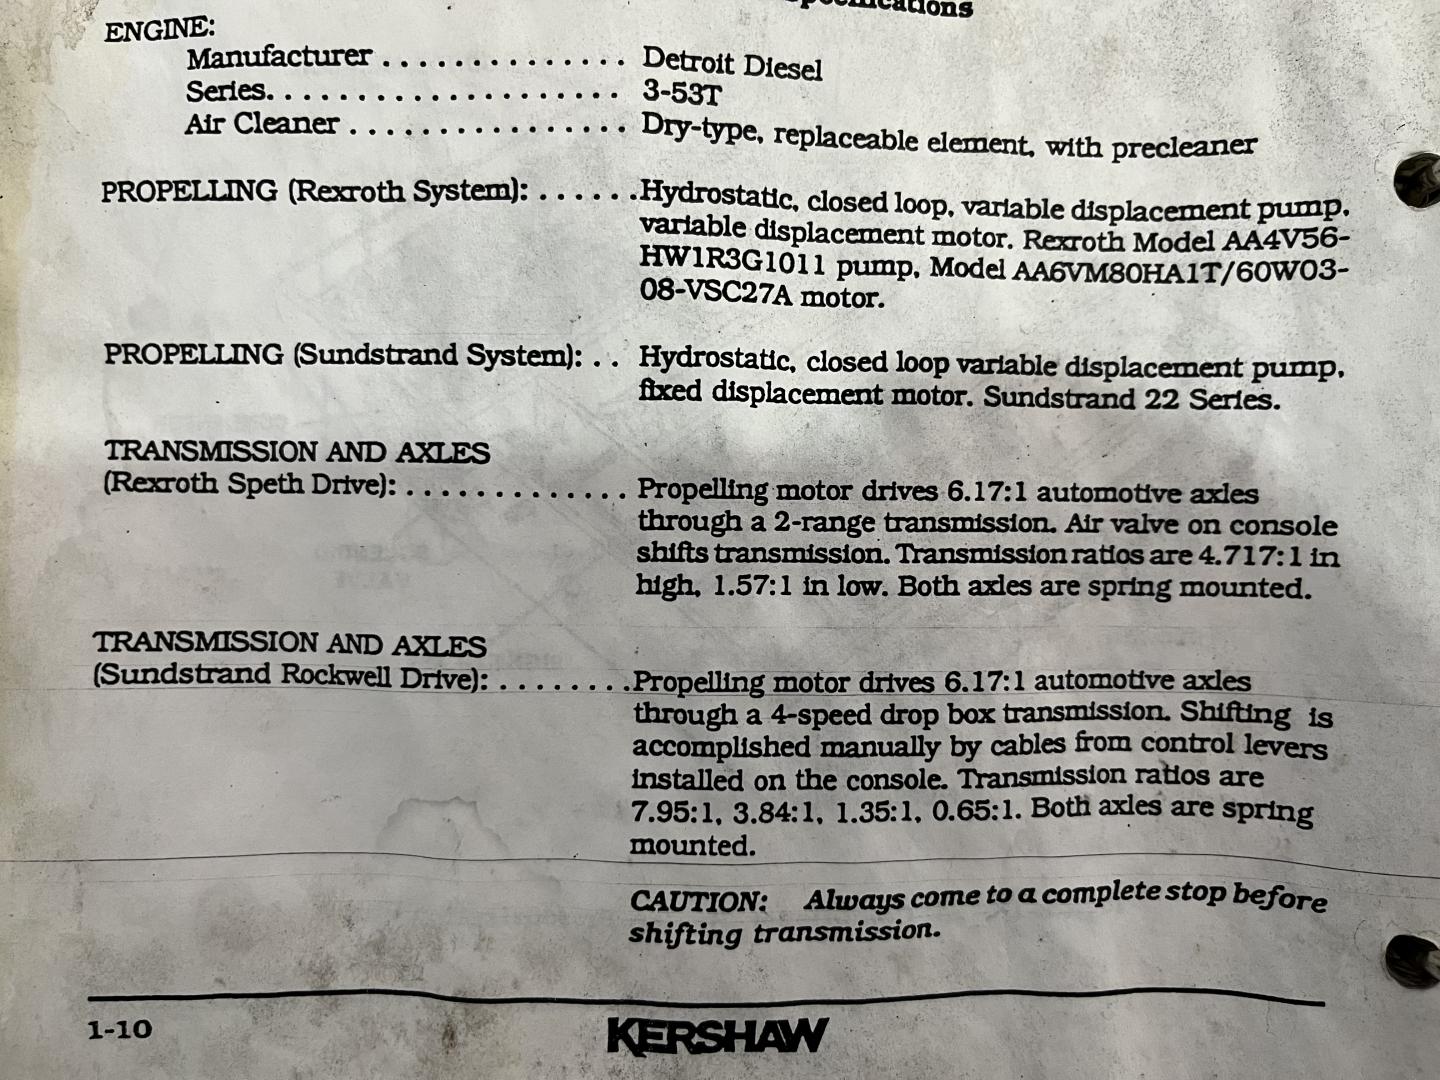 Specifications
ENGINE:
Manufacturer . . . . . . . . . . . . . . Detroit Diesel
Series. . . . . . . . . . . . . . . . . . . . . 3-53T
Air Cleaner . . . . . . . . . . . . . . . . Dry-type, replaceable element, with precleaner
PROPELLING (Rexroth System): . . . . . .Hydrostatic, closed loop, variable displacement pump,
variable displacement motor. Rexroth Model AA4V56-
HW1R3G1011 pump, Model AA6VM80HA1T/60W03-
08-VSC27A motor.
PROPELLING (Sundstrand System): . . Hydrostatic, closed loop variable displacement pump,
fixed displacement motor. Sundstrand 22 Series.
TRANSMISSION AND AXLES
(Rexroth Speth Drive): . . . . . . . . . . . . . Propelling motor drives 6.17:1 automotive axles
through a 2-range transmission. Air valve on console
shifts transmission. Transmission ratios are 4.717:1 in
high, 1.57:1 in low. Both axles are spring mounted.
TRANSMISSION AND AXLES
(Sundstrand Rockwell Drive): . . . . . . . .Propelling motor drives 6.17:1 automotive axles
through a 4-speed drop box transmission. Shifting is
accomplished manually by cables from control levers
installed on the console. Transmission ratios are
7.95:1, 3.84:1, 1.35:1, 0.65:1. Both axles are spring
mounted.
CAUTION: Always come to a complete stop before
shifting transmission.
1-10
KERSHAW